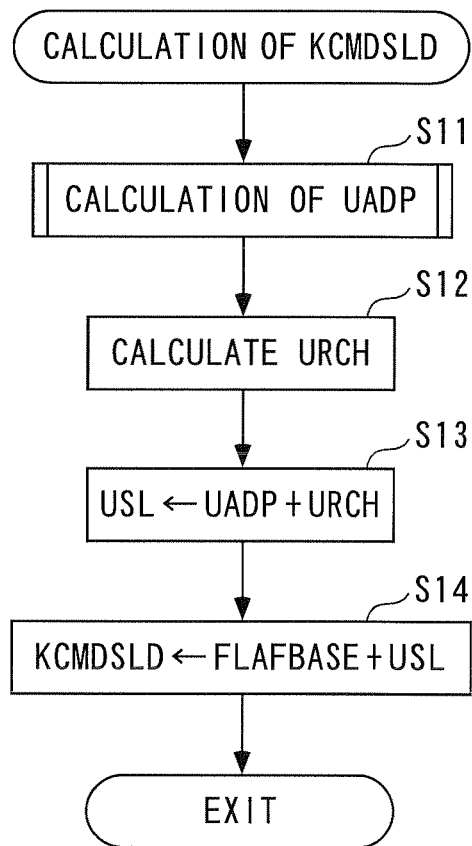 CALCULATION OF KCMDSLD
S11
CALCULATION OF UADP
S12
CALCULATE URCH
S13
USL ← UADP + URCH
S14
KCMDSLD ← FLAFBASE + USL
EXIT